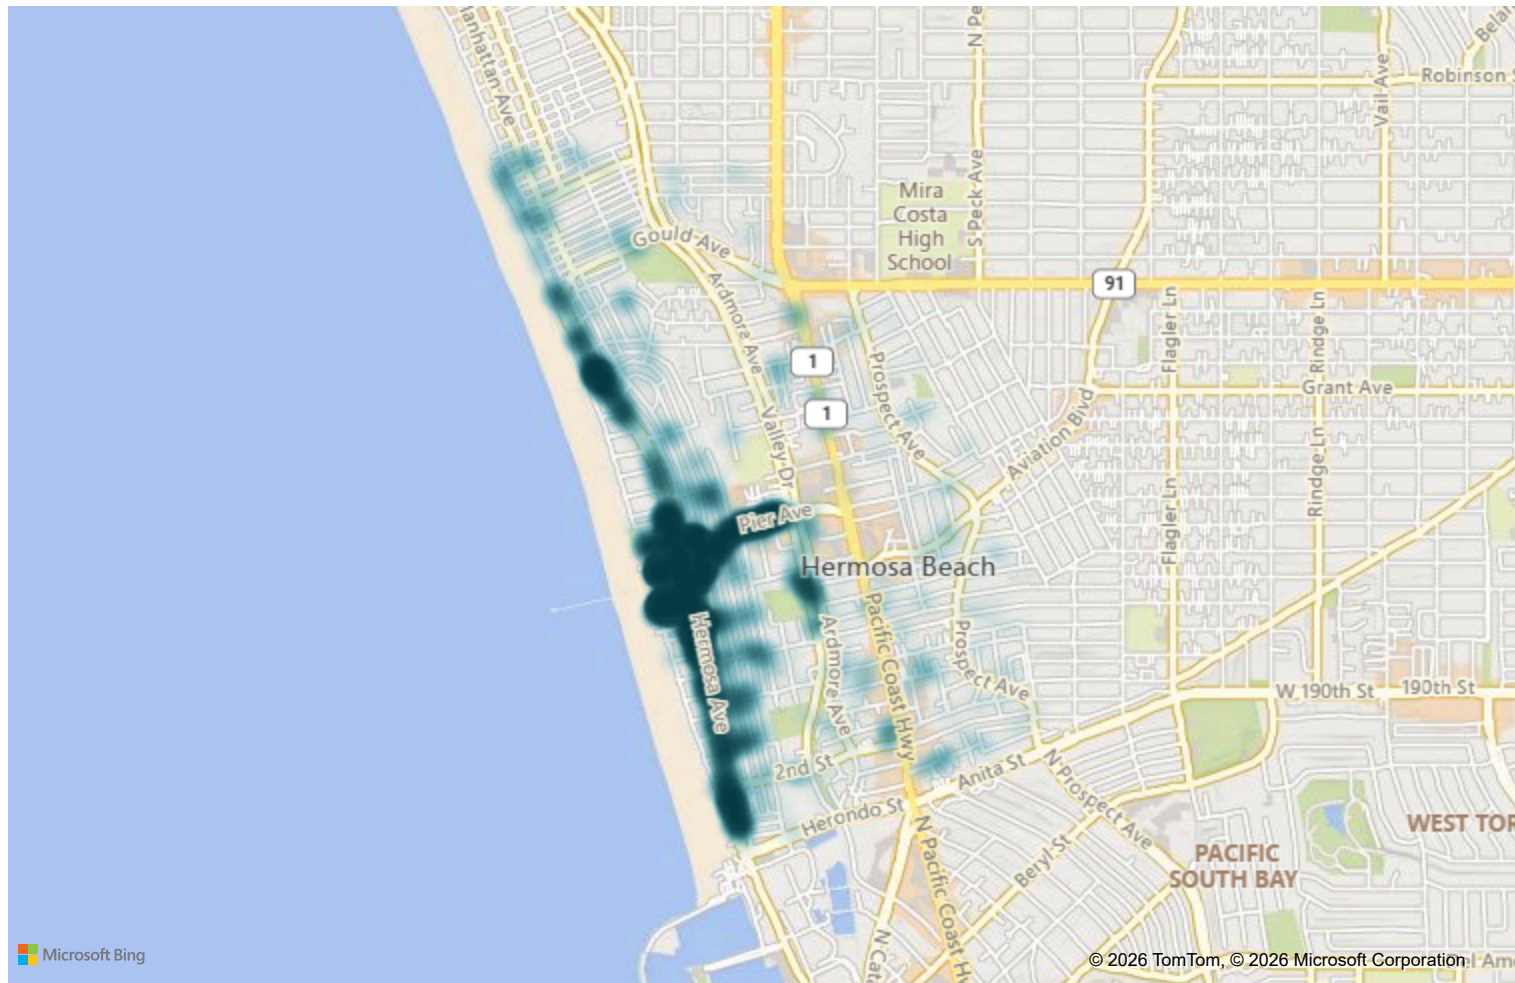 Manhattan Ave
N Pe
Vail Ave
Robinson S
Mira
Costa
High
School
S Peck Ave
Gould Ave
91
Ardmore Ave
1
1
Prospect Ave
Flagler Ln
Rindge Ln
Grant Ave
Valley Dr
Aviation Blvd
Rindge Ln
Flagler Ln
Pier Ave
Hermosa Beach
Hermosa Ave
Ardmore Ave
Pacific Coast Hwy
Prospect Ave
W 190th St
190th St
2nd St
Anita St
Herondo St
N Prospect Ave
N Pacific Coast Hw
Beryl St
PACIFIC
SOUTH BAY
WEST TOR
N Cat
Microsoft Bing
© 2026 TomTom, © 2026 Microsoft Corporation